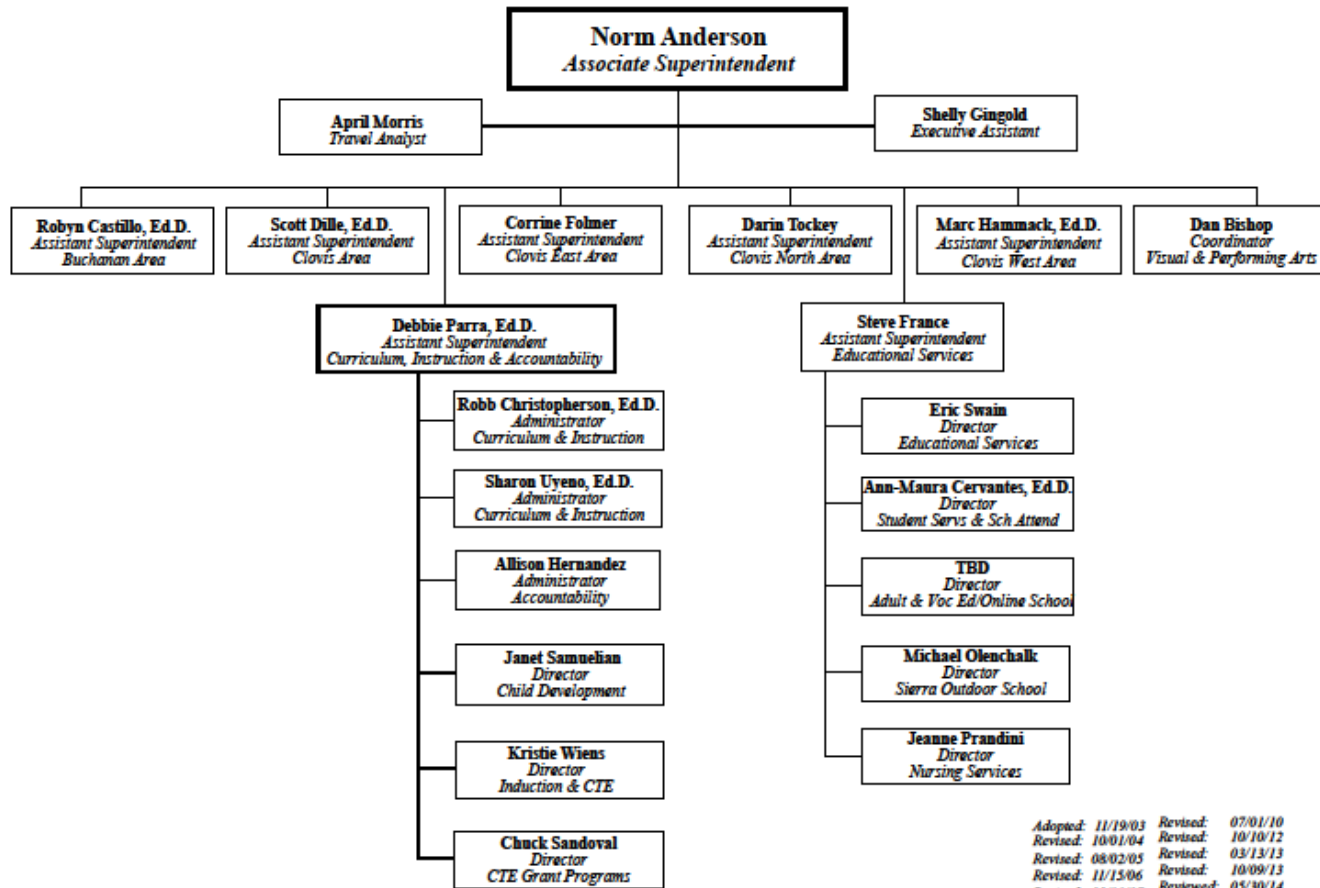 Norm Anderson
Associate Superintendent
April Morris
Travel Analyst
Shelly Gingold
Executive Assistant
Robyn Castillo, Ed.D.
Assistant Superintendent
Buchanan Area
Scott Dille, Ed.D.
Assistant Superintendent
Clovis Area
Corrine Folmer
Assistant Superintendent
Clovis East Area
Darin Tockey
Assistant Superintendent
Clovis North Area
Marc Hammack, Ed.D.
Assistant Superintendent
Clovis West Area
Dan Bishop
Coordinator
Visual & Performing Arts
Debbie Parra, Ed.D.
Assistant Superintendent
Curriculum, Instruction & Accountability
Steve France
Assistant Superintendent
Educational Services
Robb Christopherson, Ed.D.
Administrator
Curriculum & Instruction
Sharon Uyeno, Ed.D.
Administrator
Curriculum & Instruction
Allison Hernandez
Administrator
Accountability
Janet Samuelian
Director
Child Development
Kristie Wiens
Director
Induction & CTE
Chuck Sandoval
Director
CTE Grant Programs
Eric Swain
Director
Educational Services
Ann-Maura Cervantes, Ed.D.
Director
Student Servs & Sch Attend
TBD
Director
Adult & Voc Ed/Online School
Michael Olenchalk
Director
Sierra Outdoor School
Jeanne Prandini
Director
Nursing Services
Adopted: 11/19/03 Revised: 07/01/10
Revised: 10/01/04 Revised: 10/10/12
Revised: 08/02/05 Revised: 03/13/13
Revised: 11/15/06 Revised: 10/09/13
Reviewed: 05/30/14